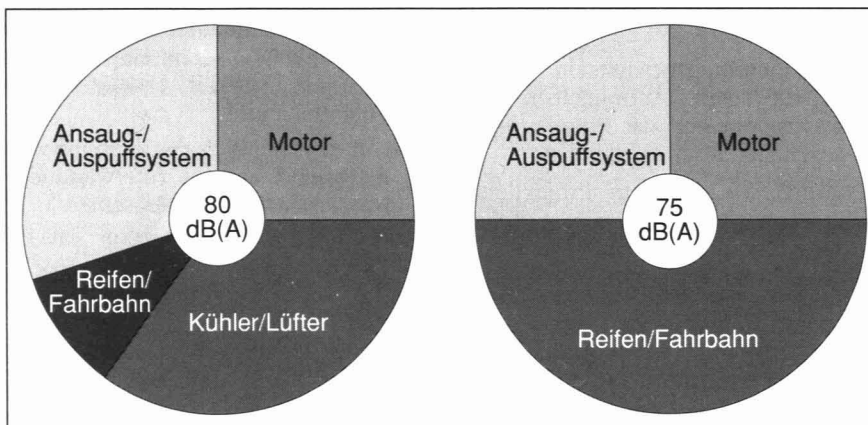 Ansaug-/
Auspuffsystem
Motor
80
dB(A)
Reifen/
Fahrbahn
Kühler/Lüfter
Ansaug-/
Auspuffsystem
Motor
75
dB(A)
Reifen/Fahrbahn